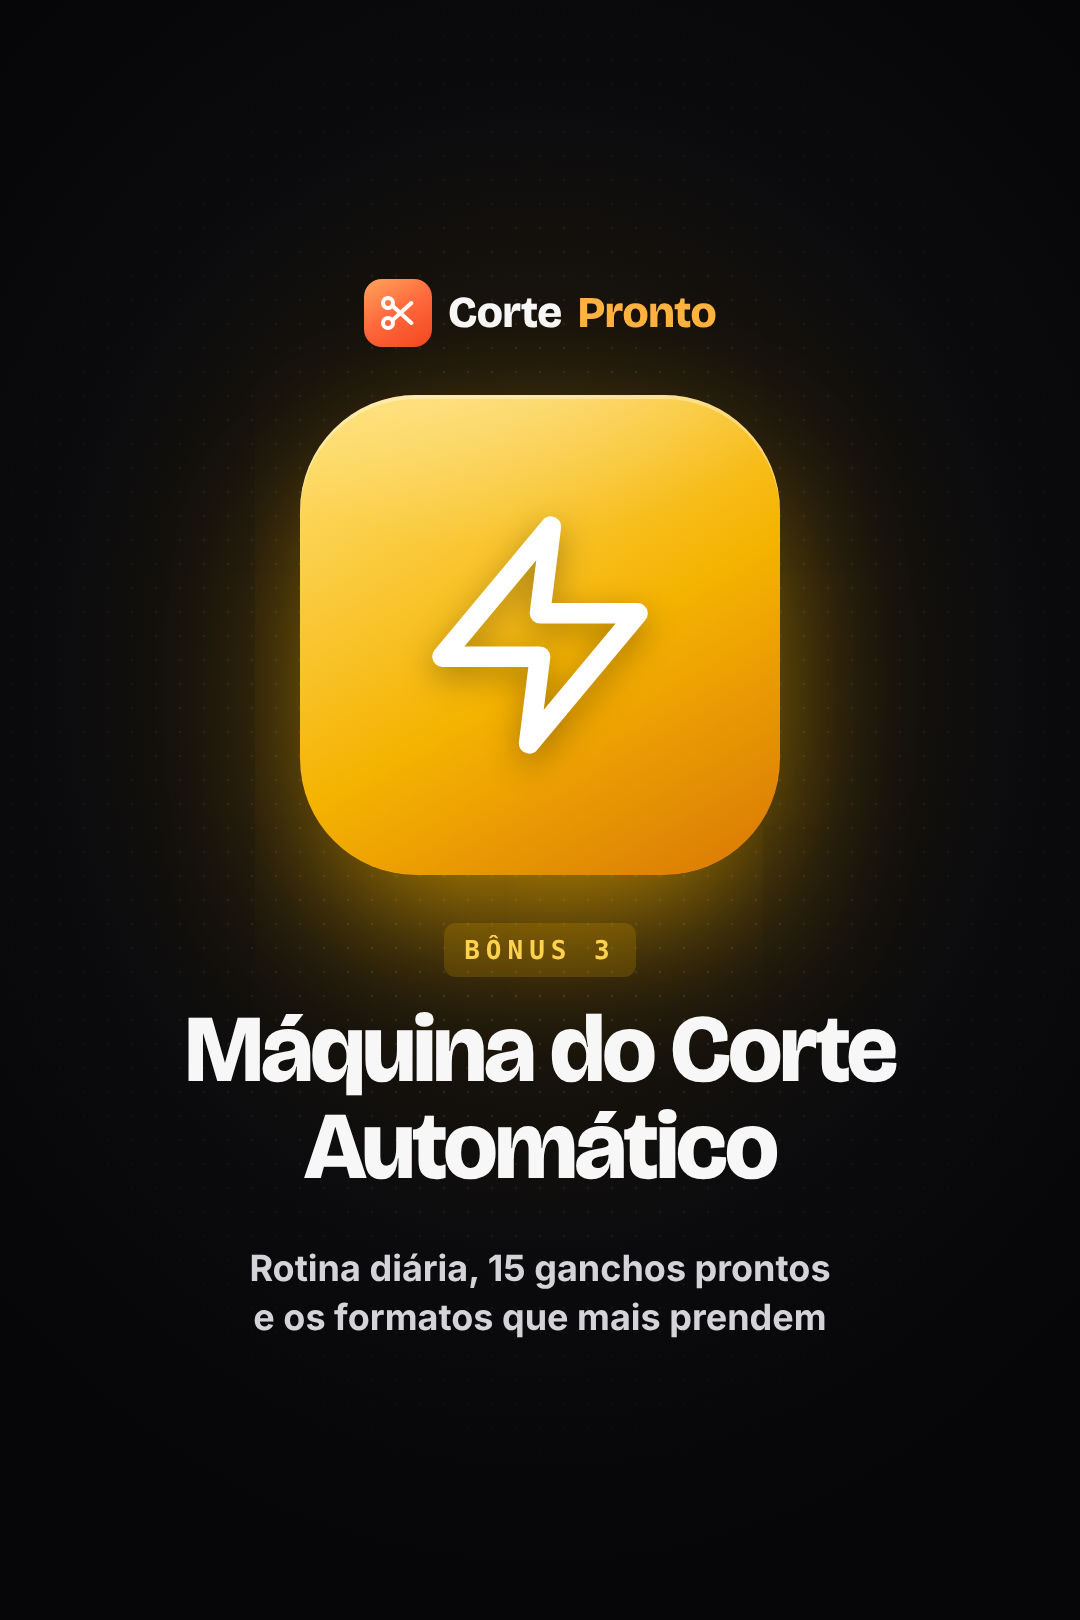 Corte Pronto
BÔNUS 3
Máquina do Corte
Automático
Rotina diária, 15 ganchos prontos
e os formatos que mais prendem